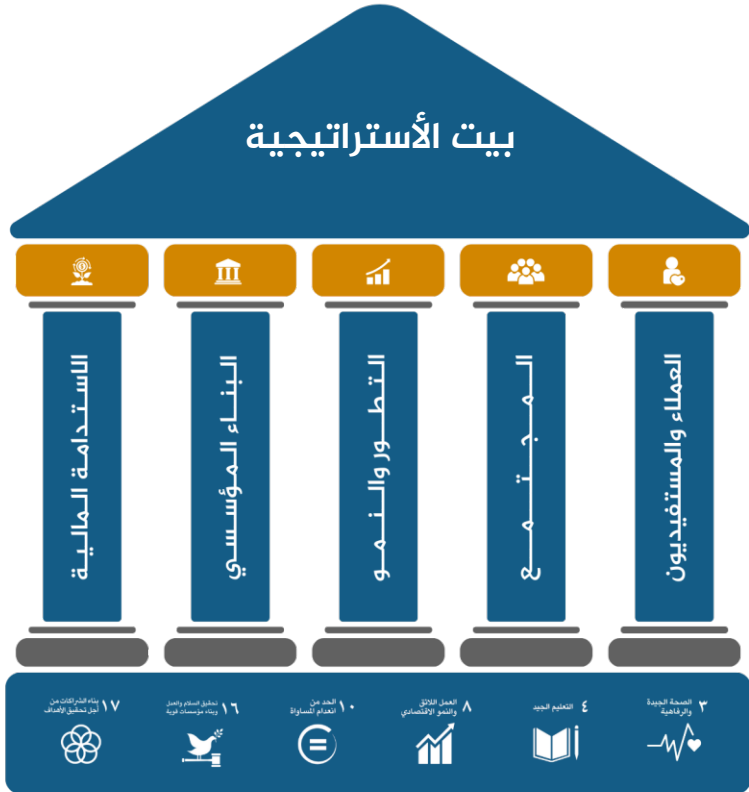 بيت الأستراتيجية
العملاء والمستفيديون
المجتمع
التطور والنمو
البناء المؤسسي
الاستدامة المالية
٣
الصحة الجيدة
والرفاهية
٤
التعليم الجيد
٨
العمل اللائق
والنمو الاقتصادي
١٠
الحد من
انعدام المساواة
١٦
تحقيق السلام والعدل
وبناء مؤسسات قوية
١٧
بناء الشراكات من
أجل تحقيق الأهداف